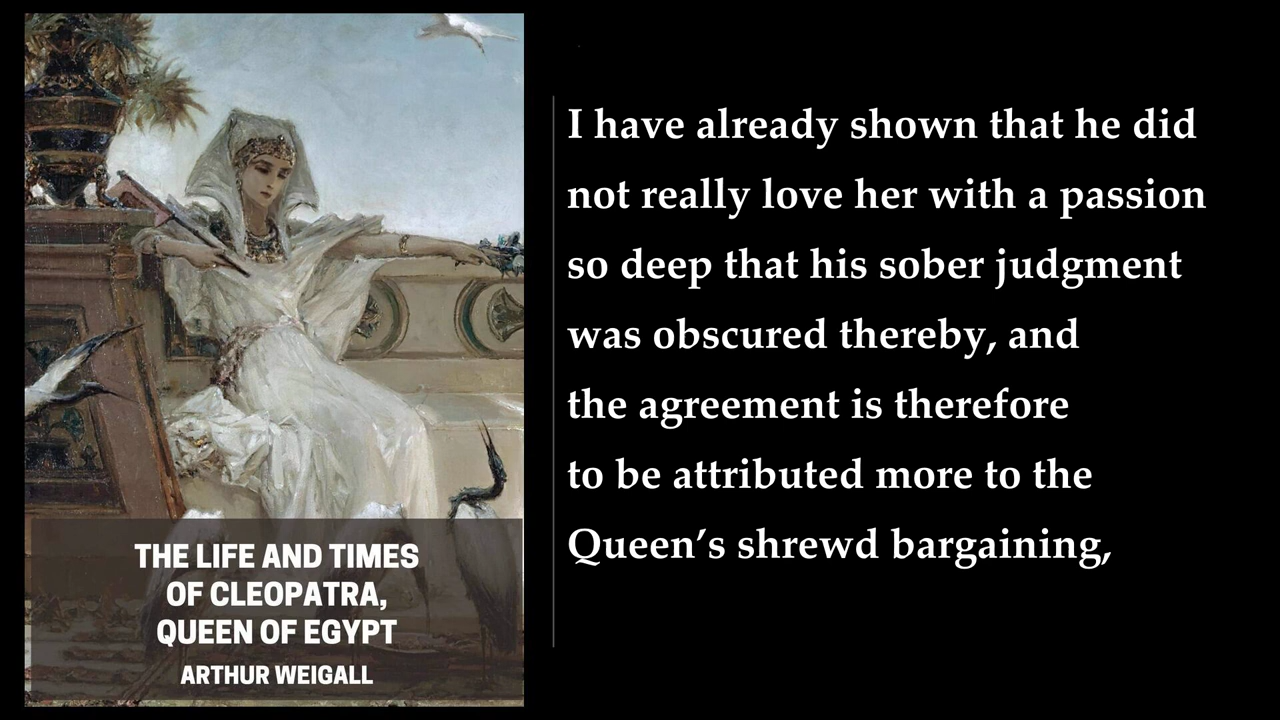 THE LIFE AND TIMES
OF CLEOPATRA,
QUEEN OF EGYPT
ARTHUR WEIGALL
I have already shown that he did
not really love her with a passion
so deep that his sober judgment
was obscured thereby, and
the agreement is therefore
to be attributed more to the
Queen’s shrewd bargaining,